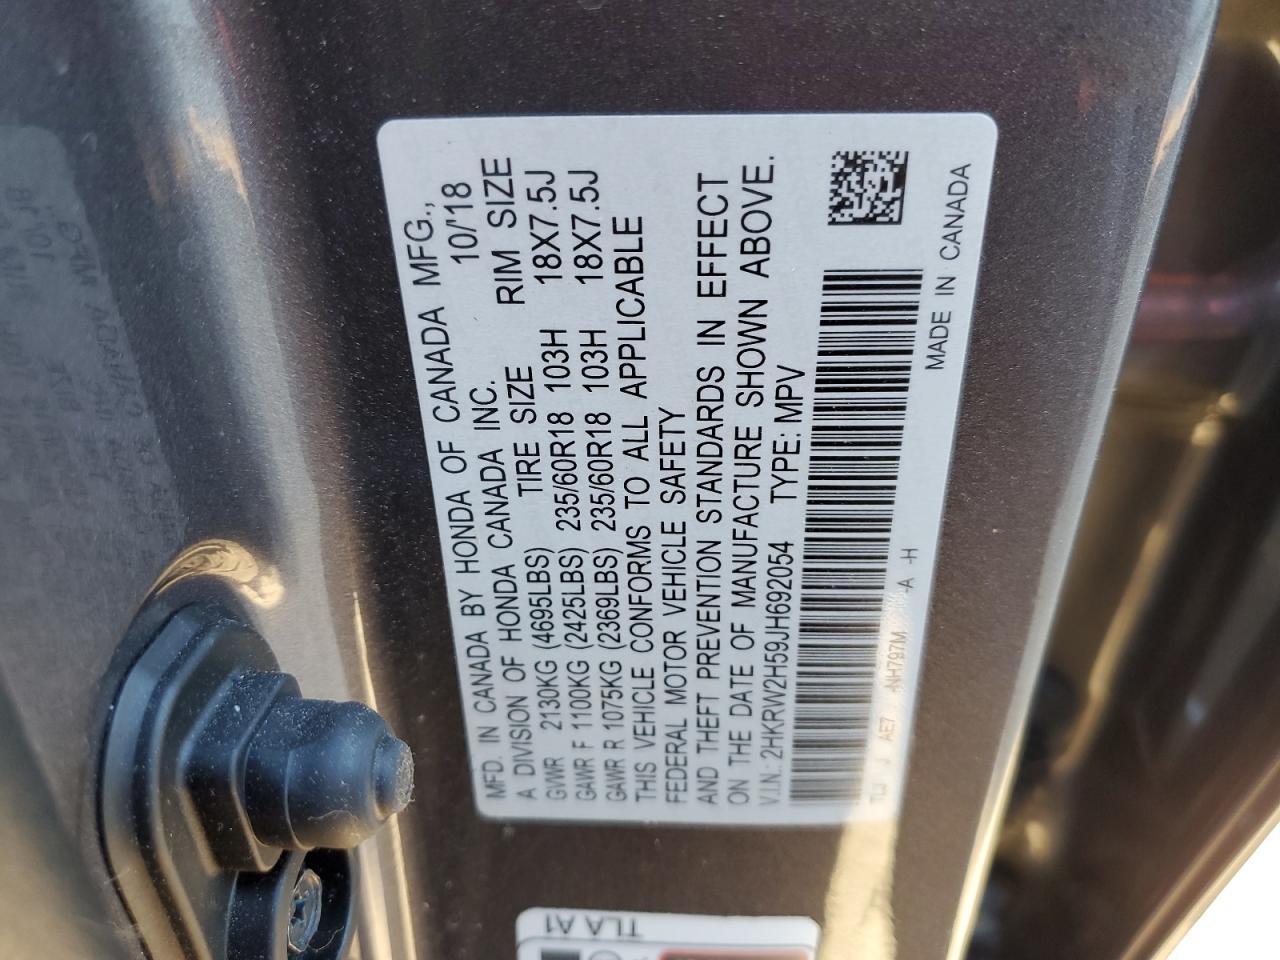 MFD. IN CANADA BY HONDA OF CANADA MFG.,
A DIVISION OF HONDA CANADA INC. 10/'18
TIRE SIZE RIM SIZE
GVWR 2130KG (4695LBS)
GAWR F 1100KG (2425LBS) 235/60R18 103H 18X7.5J
GAWR R 1075KG (2369LBS) 235/60R18 103H 18X7.5J
THIS VEHICLE CONFORMS TO ALL APPLICABLE
FEDERAL MOTOR VEHICLE SAFETY
AND THEFT PREVENTION STANDARDS IN EFFECT
ON THE DATE OF MANUFACTURE SHOWN ABOVE.
V.I.N.: 2HKRW2H59JH692054 TYPE: MPV
TLJ J AE7 NH797M -A -H
MADE IN CANADA
TLA A1